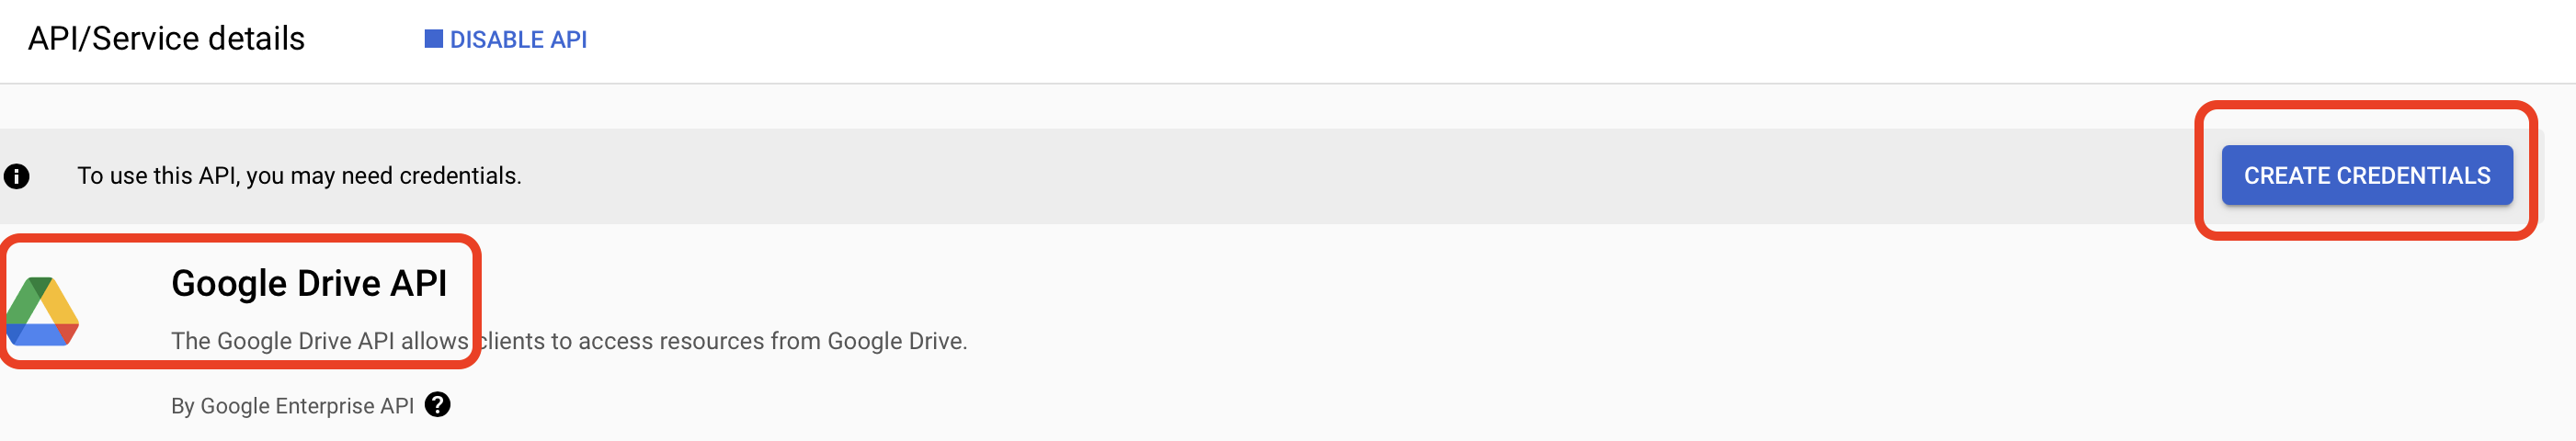 API/Service details
DISABLE API
To use this API, you may need credentials.
CREATE CREDENTIALS
Google Drive API
The Google Drive API allows clients to access resources from Google Drive.
By Google Enterprise API